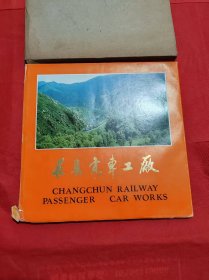 长春客车工厂
CHANGCHUN RAILWAY
PASSENGER CAR WORKS